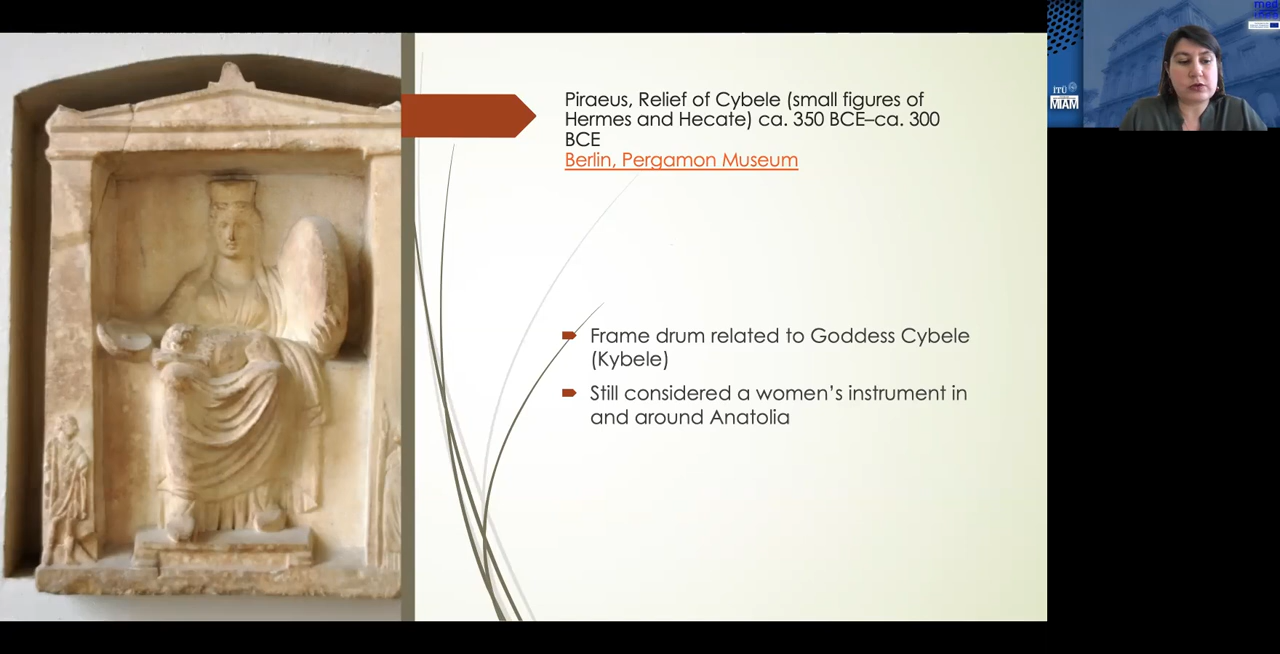 Piraeus, Relief of Cybele (small figures of
Hermes and Hecate) ca. 350 BCE–ca. 300
BCE
Berlin, Pergamon Museum
Frame drum related to Goddess Cybele
(Kybele)
Still considered a women's instrument in
and around Anatolia
İTÜ
MIAM